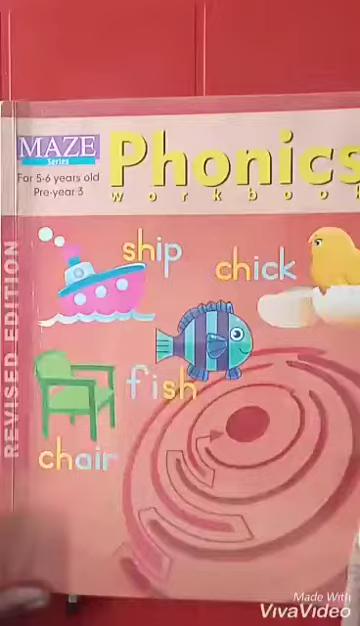 MAZE
Series
For 5-6 years old
Pre-year 3
Phonics
workbook
REVISED EDITION
ship
chick
fish
chair
Made With
VivaVideo